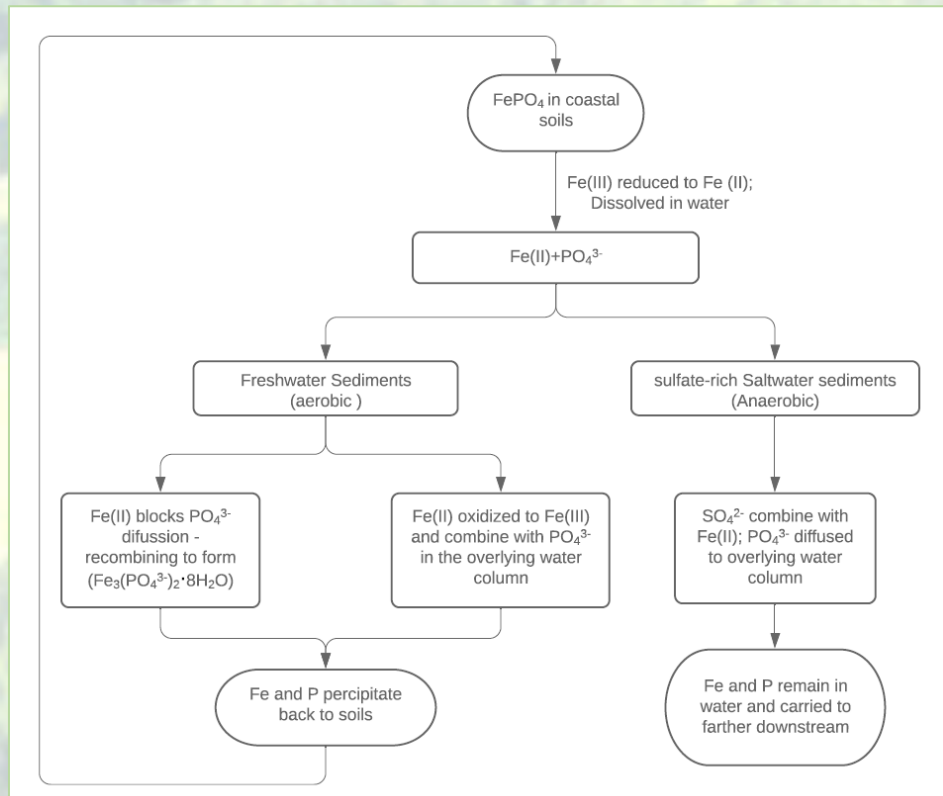 FePO₄ in coastal
soils
Fe(III) reduced to Fe (II);
Dissolved in water
Fe(II)+PO₄³⁻
Freshwater Sediments
(aerobic )
sulfate-rich Saltwater sediments
(Anaerobic)
Fe(II) blocks PO₄³⁻
difussion -
recombining to form
(Fe₃(PO₄³⁻)₂·8H₂O)
Fe(II) oxidized to Fe(III)
and combine with PO₄³⁻
in the overlying water
column
SO₄²⁻ combine with
Fe(II); PO₄³⁻ diffused
to overlying water
column
Fe and P percipitate
back to soils
Fe and P remain in
water and carried to
farther downstream